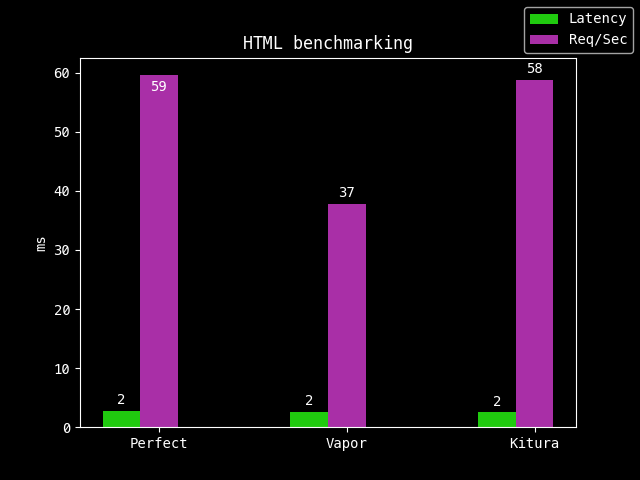 Latency
Req/Sec
HTML benchmarking
ms
60
50
40
30
20
10
0
2
59
2
37
2
58
Perfect
Vapor
Kitura